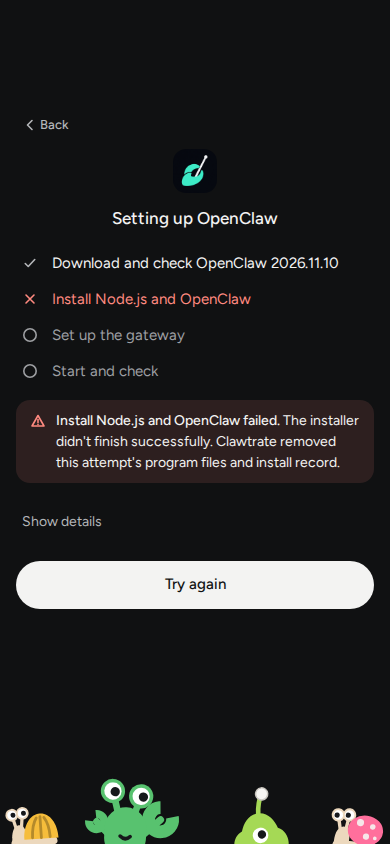 Back
Setting up OpenClaw
Download and check OpenClaw 2026.11.10
Install Node.js and OpenClaw
Set up the gateway
Start and check
Install Node.js and OpenClaw failed. The installer
didn't finish successfully. Clawtrate removed
this attempt's program files and install record.
Show details
Try again